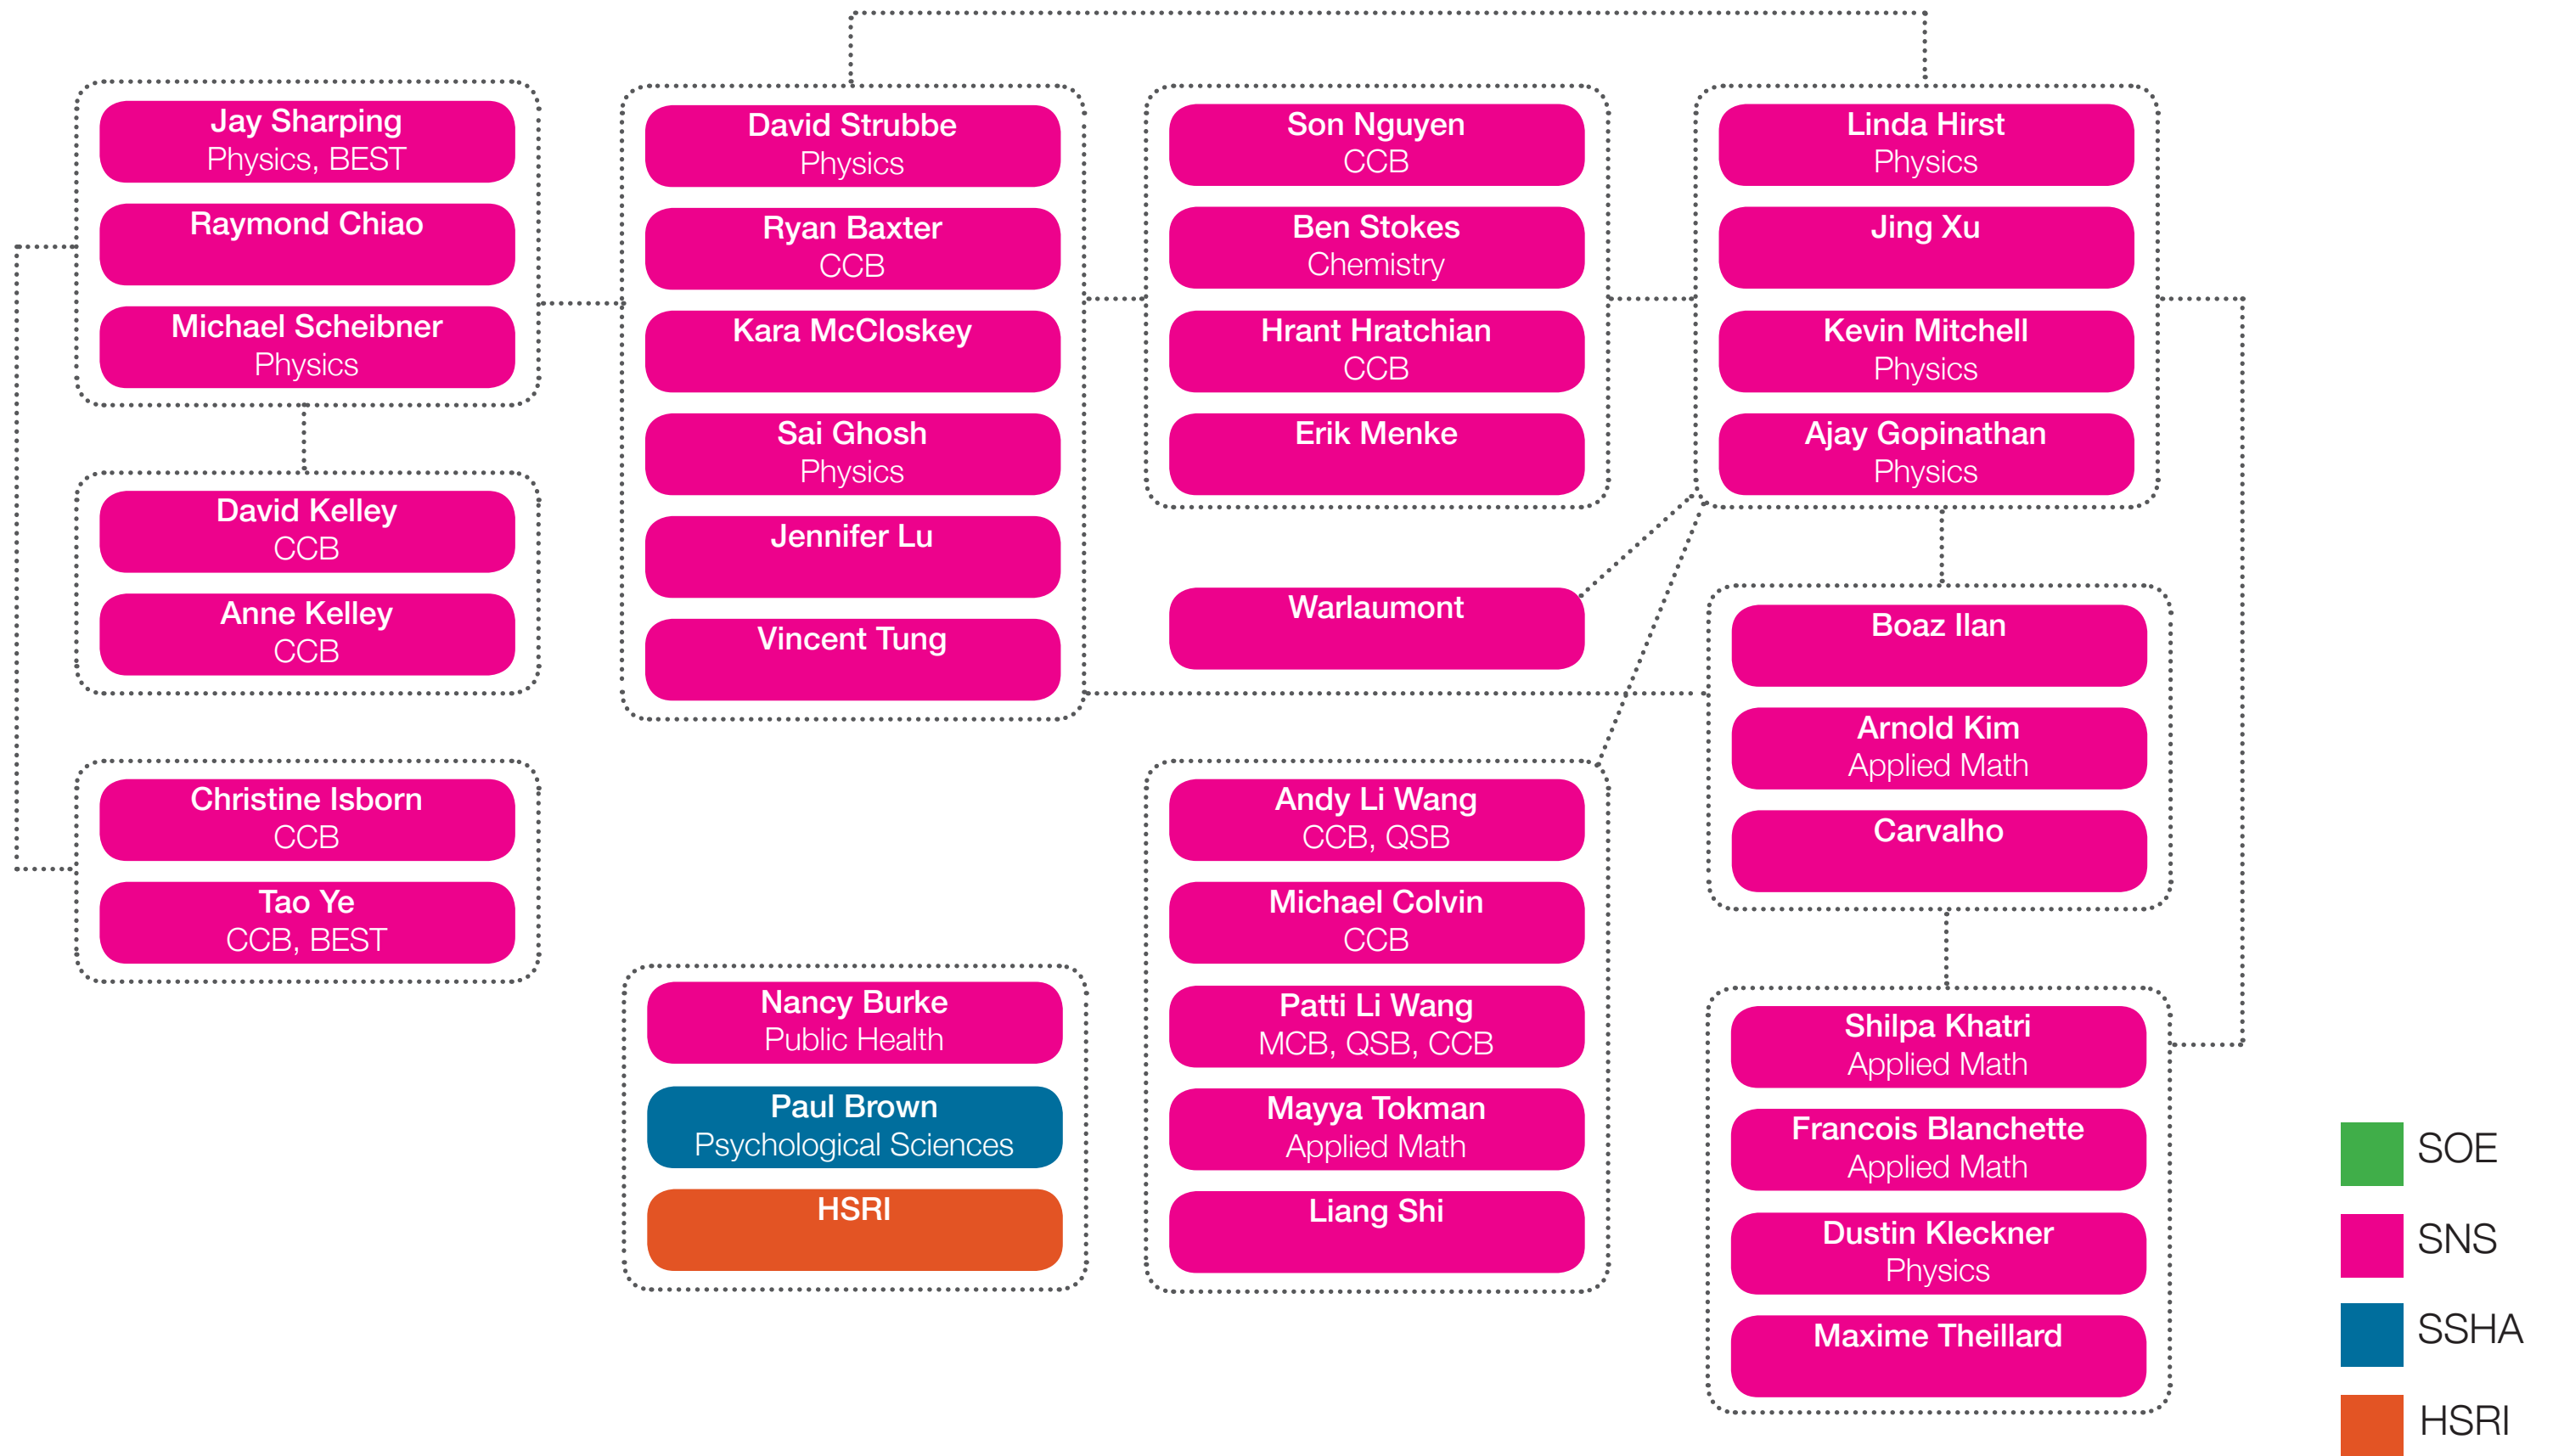 Jay Sharping
Physics, BEST
Raymond Chiao
Michael Scheibner
Physics
David Kelley
CCB
Anne Kelley
CCB
Christine Isborn
CCB
Tao Ye
CCB, BEST
David Strubbe
Physics
Ryan Baxter
CCB
Kara McCloskey
Sai Ghosh
Physics
Jennifer Lu
Vincent Tung
Nancy Burke
Public Health
Paul Brown
Psychological Sciences
HSRI
Son Nguyen
CCB
Ben Stokes
Chemistry
Hrant Hratchian
CCB
Erik Menke
Warlaumont
Andy Li Wang
CCB, QSB
Michael Colvin
CCB
Patti Li Wang
MCB, QSB, CCB
Mayya Tokman
Applied Math
Liang Shi
Linda Hirst
Physics
Jing Xu
Kevin Mitchell
Physics
Ajay Gopinathan
Physics
Boaz Ilan
Arnold Kim
Applied Math
Carvalho
Shilpa Khatri
Applied Math
Francois Blanchette
Applied Math
Dustin Kleckner
Physics
Maxime Theillard
SOE
SNS
SSHA
HSRI